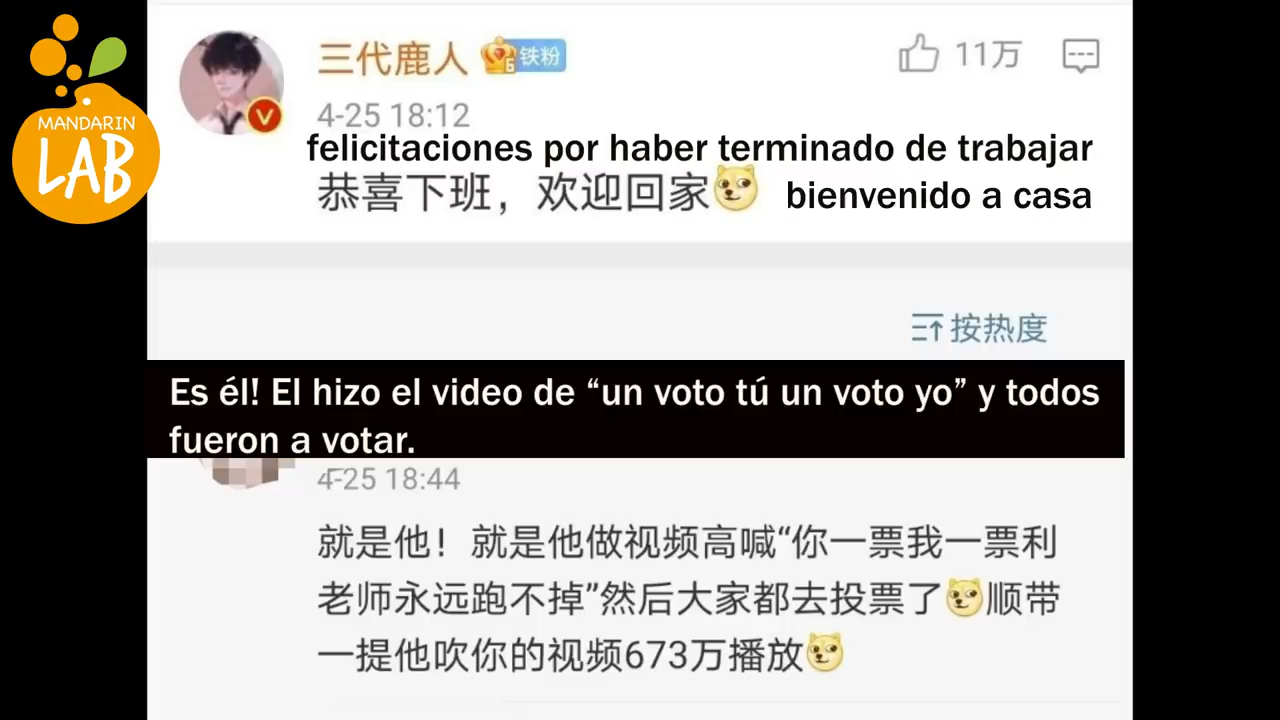 MANDARIN
LAB
三代鹿人 6 铁粉
11万
4-25 18:12
felicitaciones por haber terminado de trabajar
恭喜下班，欢迎回家
bienvenido a casa
按热度
Es él! El hizo el video de “un voto tú un voto yo” y todos
fueron a votar.
4-25 18:44
就是他！就是他做视频高喊“你一票我一票利
老师永远跑不掉”然后大家都去投票了顺带
一提他吹你的视频673万播放